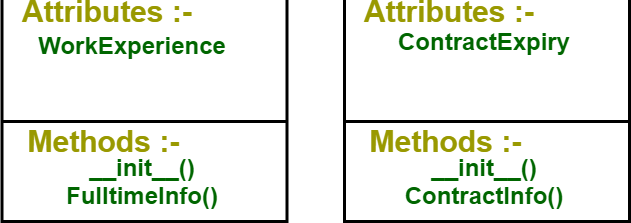 Attributes :-
WorkExperience
Methods :-
__init__()
FulltimeInfo()
Attributes :-
ContractExpiry
Methods :-
__init__()
ContractInfo()